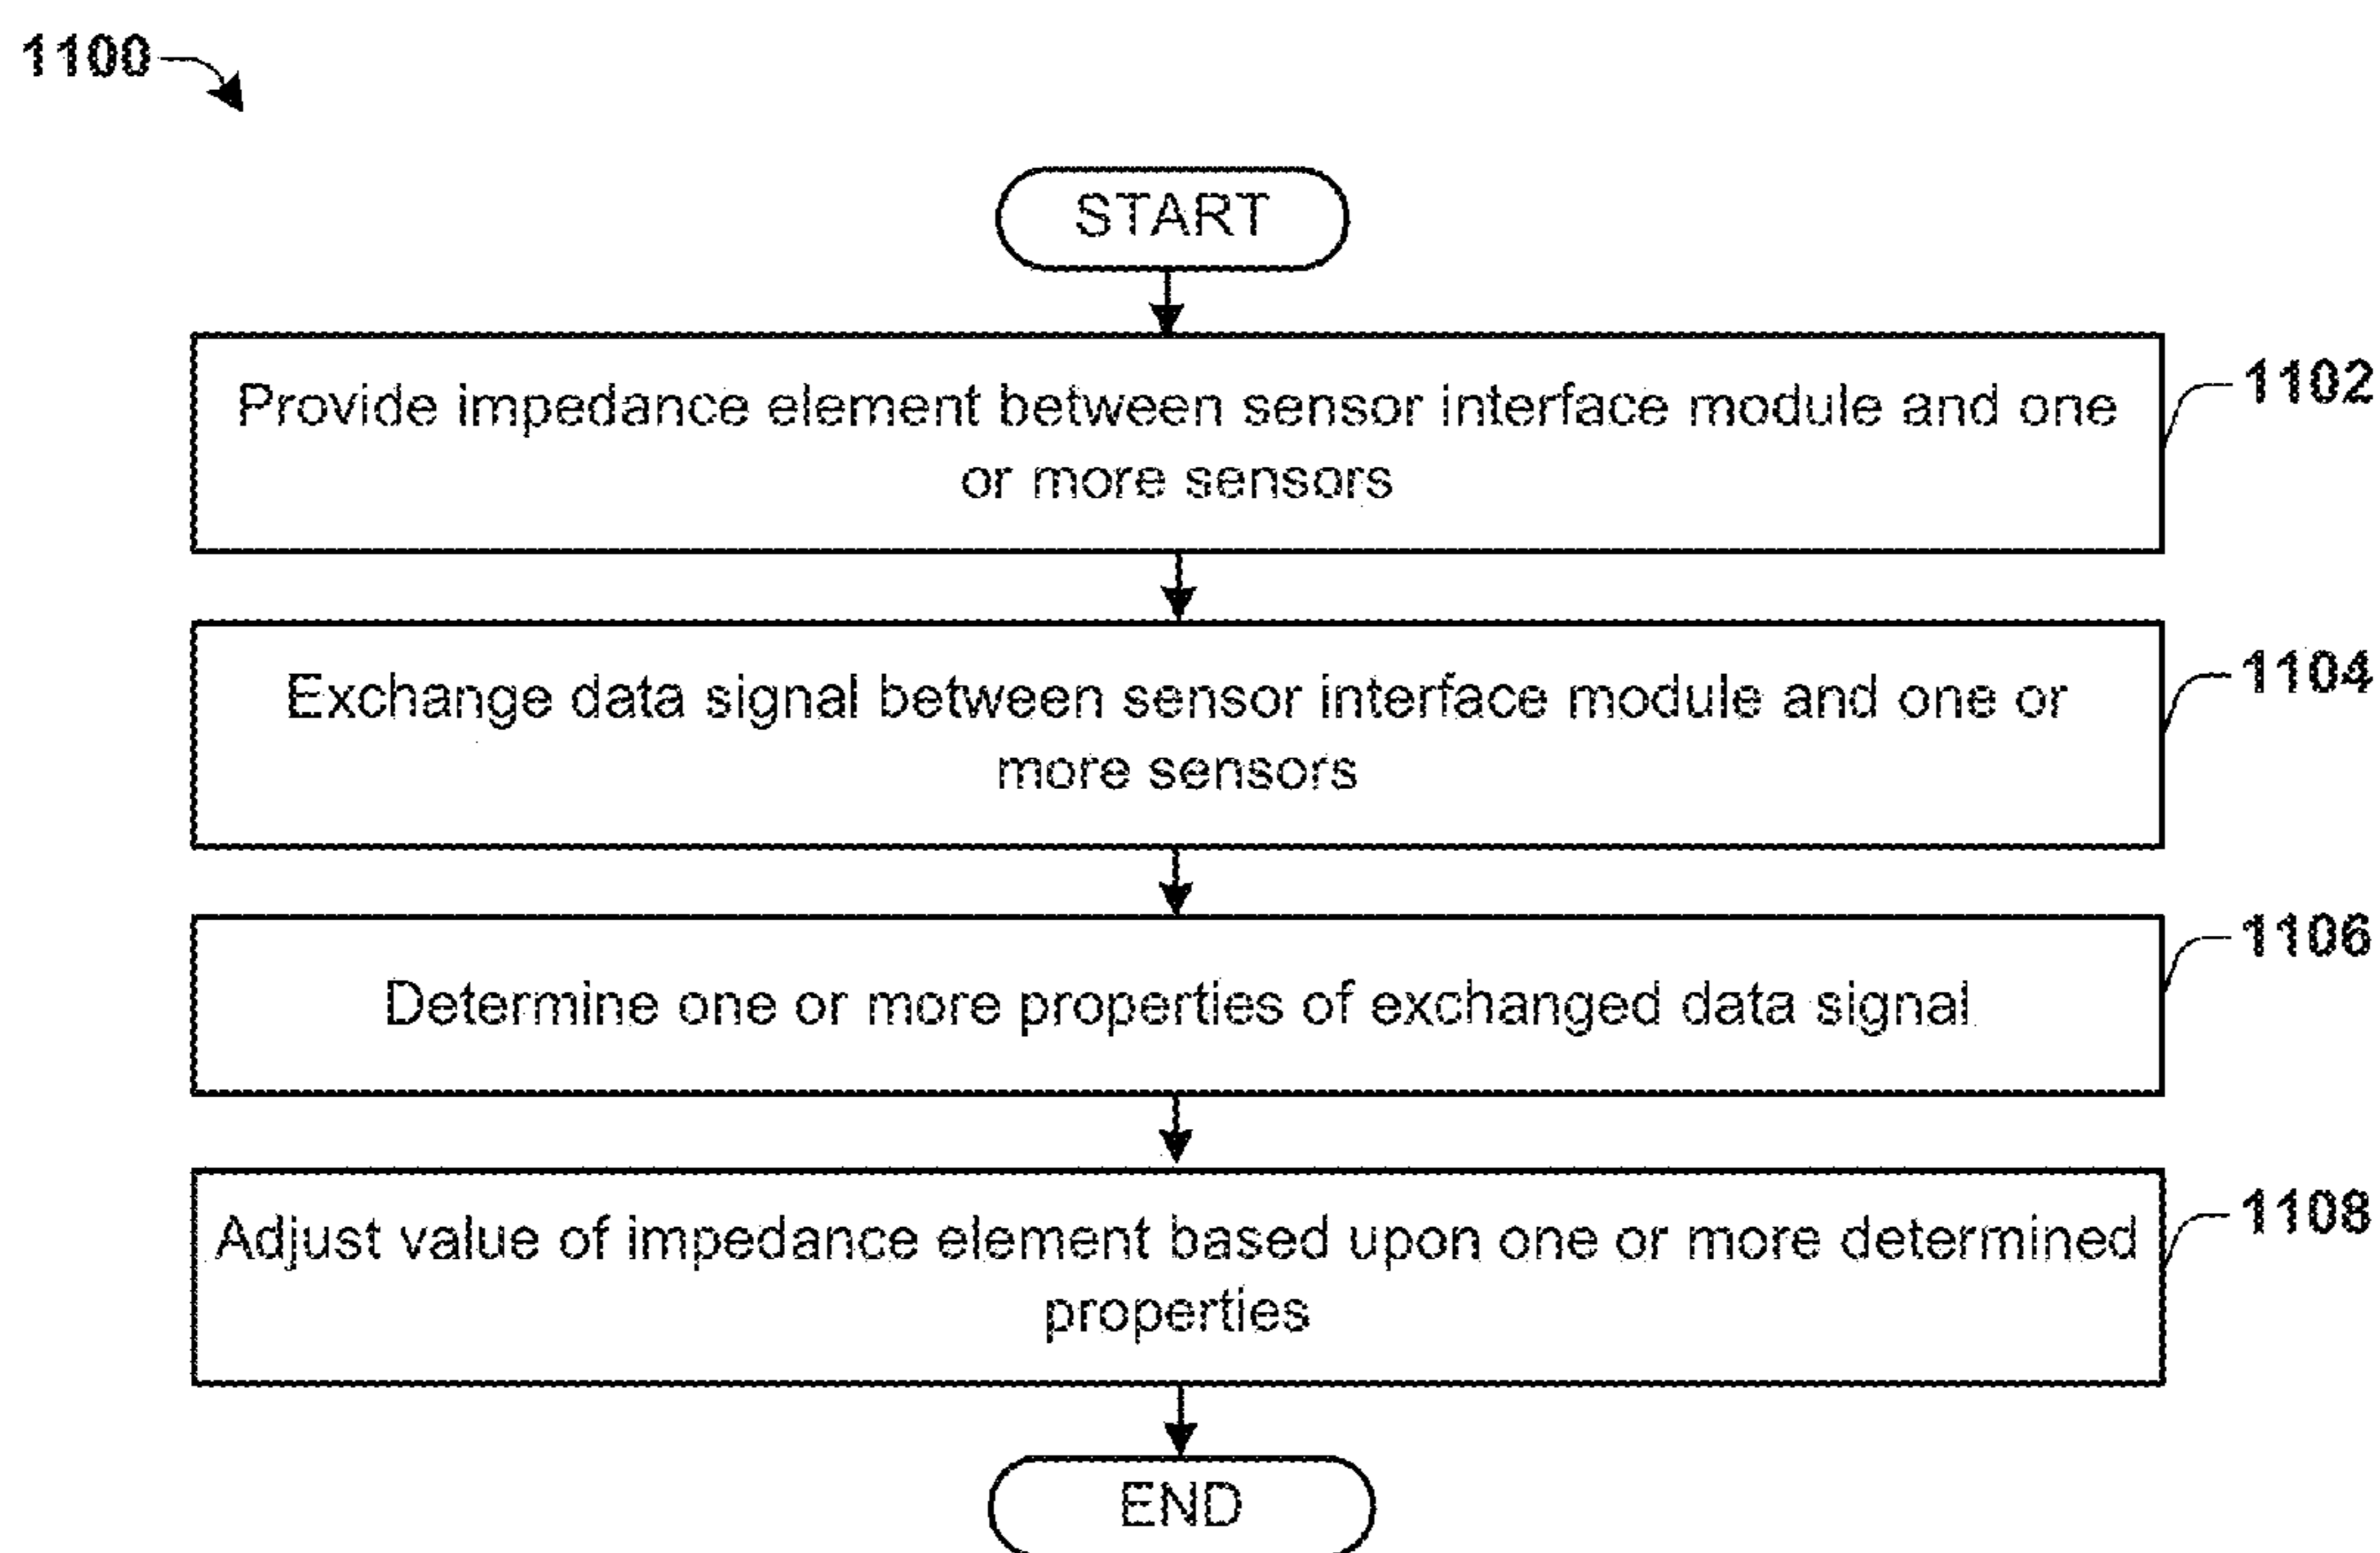 1100
START
Provide impedance element between sensor interface module and one
or more sensors
1102
Exchange data signal between sensor interface module and one or
more sensors
1104
Determine one or more properties of exchanged data signal
1106
Adjust value of impedance element based upon one or more determined
properties
1108
END